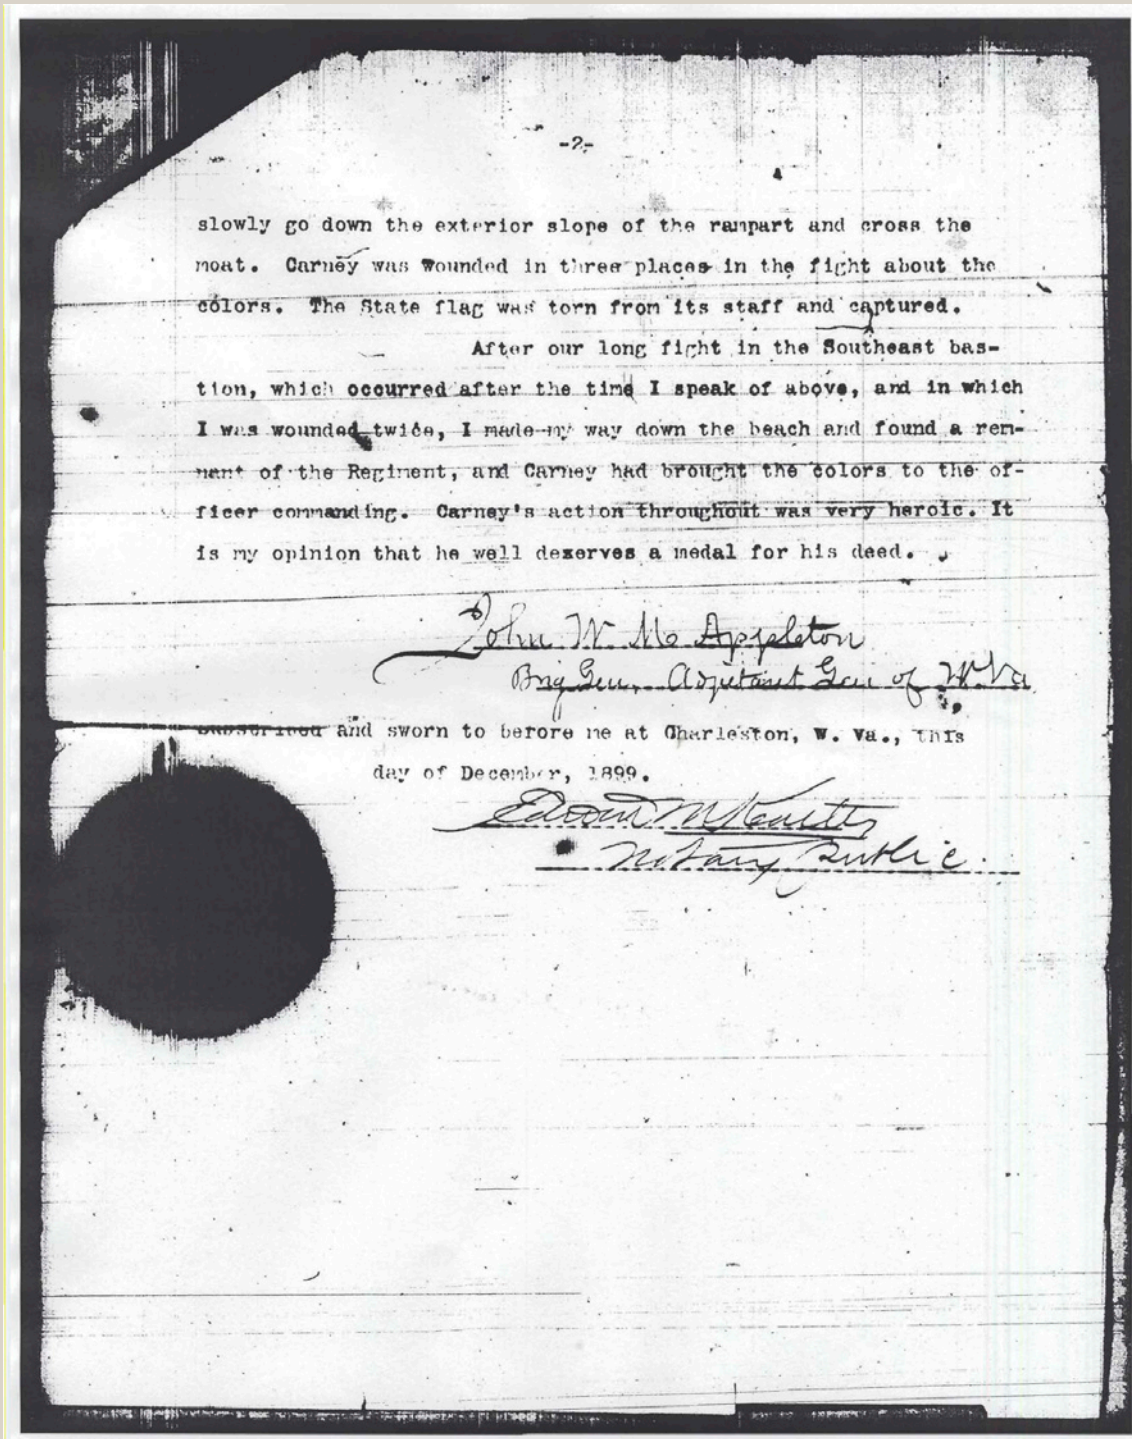 -2-
slowly go down the exterior slope of the rampart and cross the
moat. Carney was wounded in three places in the fight about the
colors. The State flag was torn from its staff and captured.
After our long fight in the Southeast bas-
tion, which occurred after the time I speak of above, and in which
I was wounded twice, I made my way down the beach and found a rem-
nant of the Regiment, and Carney had brought the colors to the of-
ficer commanding. Carney's action throughout was very heroic. It
is my opinion that he well deserves a medal for his deed.
John W. M. Appleton
Brig Gen, Adjutant Gen of W. Va
Subscribed and sworn to before me at Charleston, W. Va., this
day of December, 1899.
Edwin M
Notary Public.